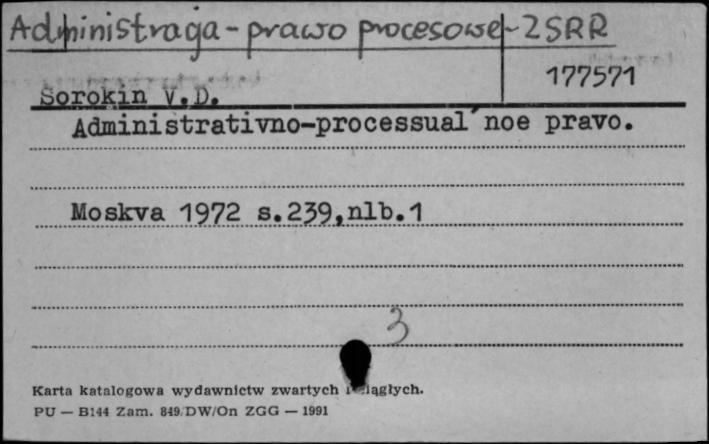 Administracja - prawo procesowe - ZSRR
177571
Sorokin V.D.
Administrativno-processual´noe pravo.
Moskva 1972 s.239,nlb.1
3
Karta katalogowa wydawnictw zwartych i ciągłych.
PU — B144 Zam. 849/DW/On ZGG — 1991